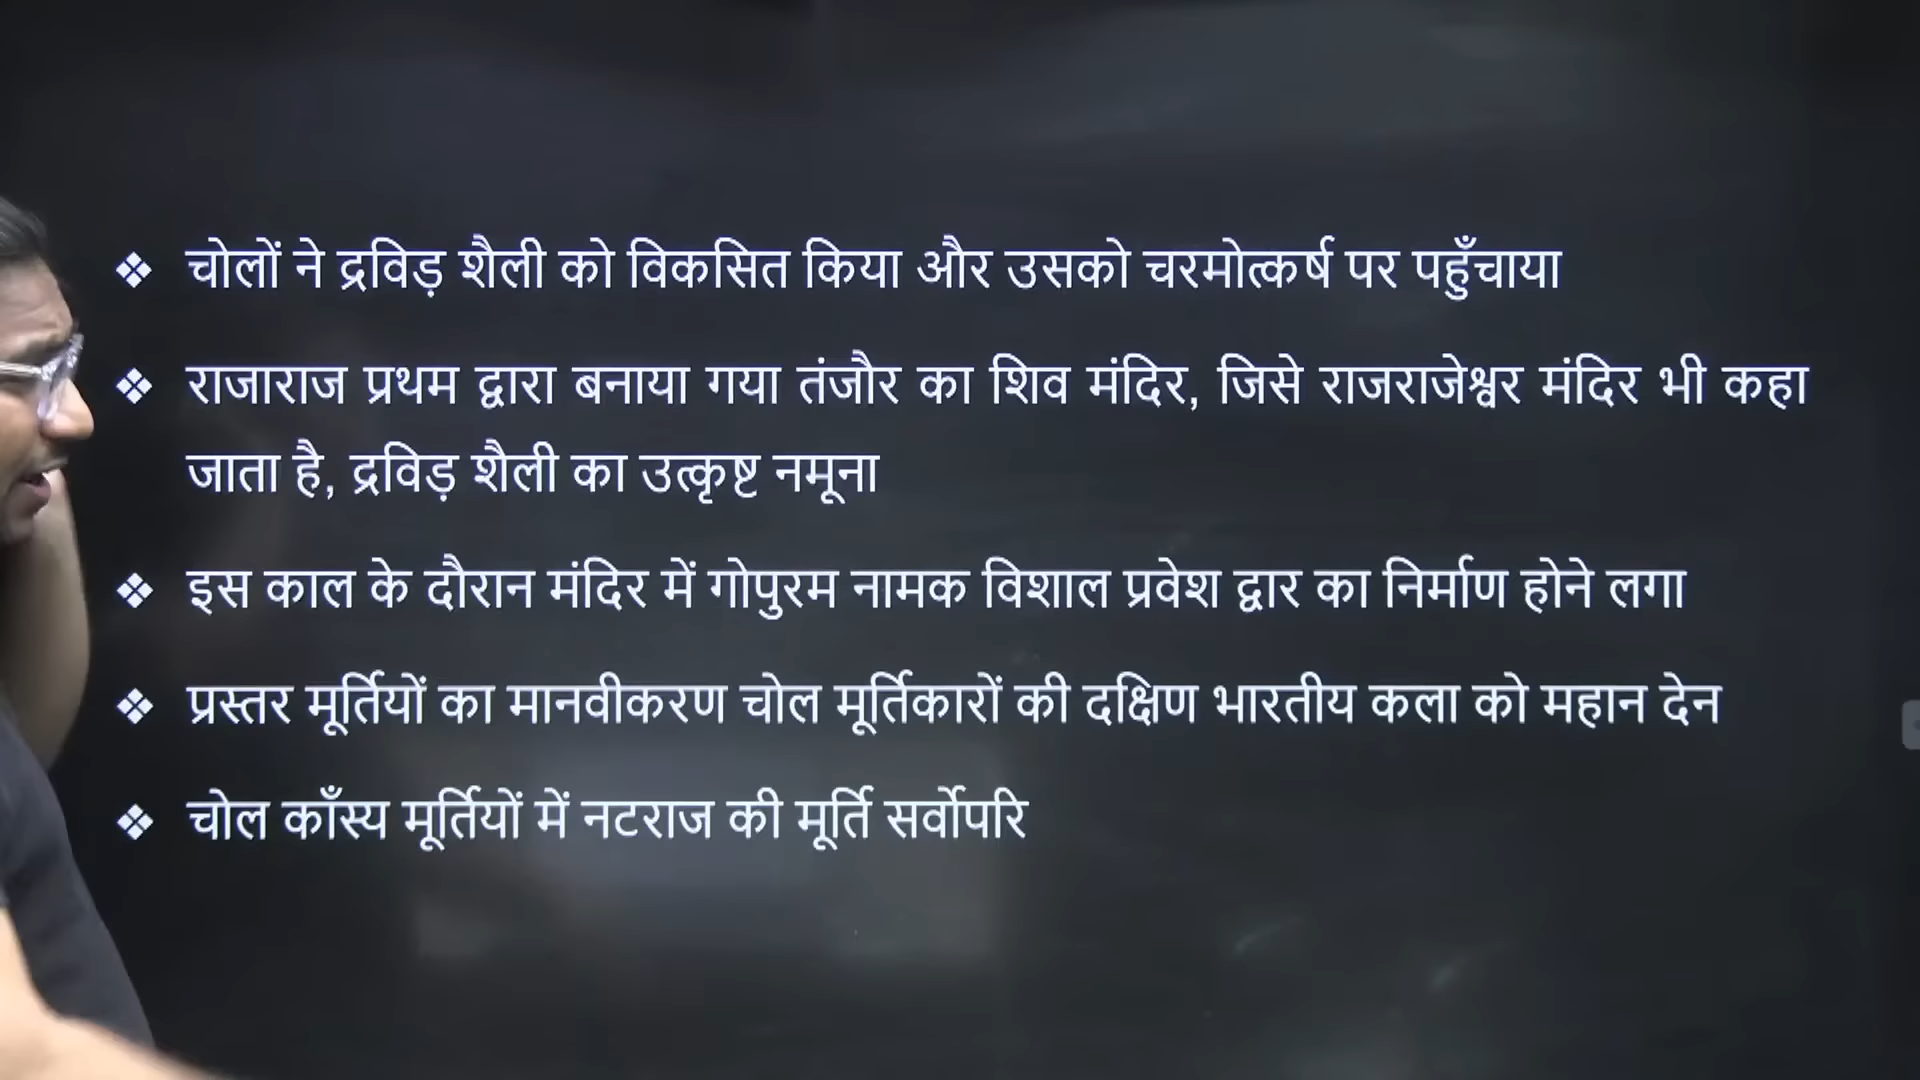 ❖ चोलों ने द्रविड़ शैली को विकसित किया और उसको चरमोत्कर्ष पर पहुँचाया
❖ राजाराज प्रथम द्वारा बनाया गया तंजौर का शिव मंदिर, जिसे राजराजेश्वर मंदिर भी कहा
जाता है, द्रविड़ शैली का उत्कृष्ट नमूना
❖ इस काल के दौरान मंदिर में गोपुरम नामक विशाल प्रवेश द्वार का निर्माण होने लगा
❖ प्रस्तर मूर्तियों का मानवीकरण चोल मूर्तिकारों की दक्षिण भारतीय कला को महान देन
❖ चोल काँस्य मूर्तियों में नटराज की मूर्ति सर्वोपरि